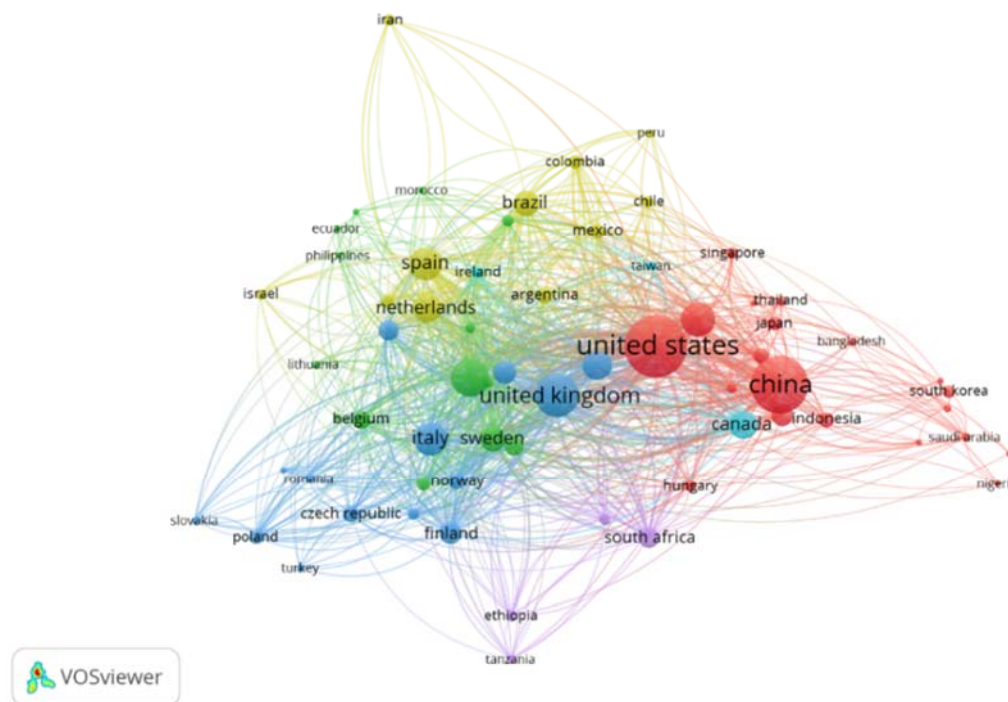 iran
peru
colombia
morocco
brazil
chile
ecuador
mexico
philippines
singapore
spain
ireland
taiwan
israel
argentina
thailand
netherlands
japan
united states
bangladesh
lithuania
china
south korea
united kingdom
belgium
canada
indonesia
italy
sweden
saudi arabia
romania
norway
hungary
nigeri
slovakia
czech republic
poland
finland
south africa
turkey
ethiopia
tanzania
VOSviewer